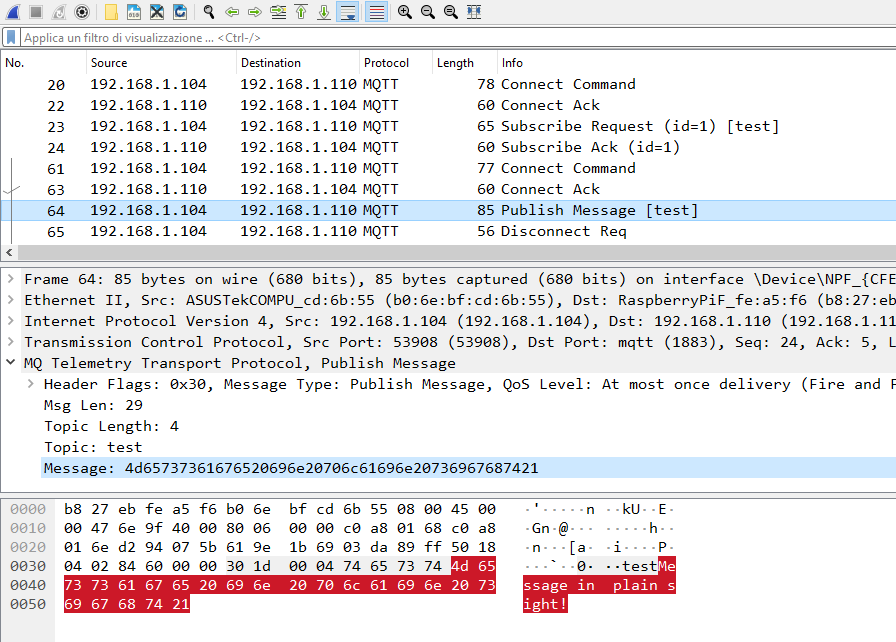 Applica un filtro di visualizzazione ... <Ctrl-/>
No. Source Destination Protocol Length Info
20 192.168.1.104 192.168.1.110 MQTT 78 Connect Command
22 192.168.1.110 192.168.1.104 MQTT 60 Connect Ack
23 192.168.1.104 192.168.1.110 MQTT 65 Subscribe Request (id=1) [test]
24 192.168.1.110 192.168.1.104 MQTT 60 Subscribe Ack (id=1)
61 192.168.1.104 192.168.1.110 MQTT 77 Connect Command
63 192.168.1.110 192.168.1.104 MQTT 60 Connect Ack
64 192.168.1.104 192.168.1.110 MQTT 85 Publish Message [test]
65 192.168.1.104 192.168.1.110 MQTT 56 Disconnect Req
Frame 64: 85 bytes on wire (680 bits), 85 bytes captured (680 bits) on interface \Device\NPF_{CFE
Ethernet II, Src: ASUSTekCOMPU_cd:6b:55 (b0:6e:bf:cd:6b:55), Dst: RaspberryPiF_fe:a5:f6 (b8:27:eb
Internet Protocol Version 4, Src: 192.168.1.104 (192.168.1.104), Dst: 192.168.1.110 (192.168.1.11
Transmission Control Protocol, Src Port: 53908 (53908), Dst Port: mqtt (1883), Seq: 24, Ack: 5, L
MQ Telemetry Transport Protocol, Publish Message
Header Flags: 0x30, Message Type: Publish Message, QoS Level: At most once delivery (Fire and F
Msg Len: 29
Topic Length: 4
Topic: test
Message: 4d65737361676520696e20706c61696e20736967687421
0000 b8 27 eb fe a5 f6 b0 6e bf cd 6b 55 08 00 45 00 ·'·····n ··kU··E·
0010 00 47 6e 9f 40 00 80 06 00 00 c0 a8 01 68 c0 a8 ·Gn·@··· ·····h··
0020 01 6e d2 94 07 5b 61 9e 1b 69 03 da 89 ff 50 18 ·n···[a· ·i····P·
0030 04 02 84 60 00 00 30 1d 00 04 74 65 73 74 4d 65 ···`··0· ··testMe
0040 73 73 61 67 65 20 69 6e 20 70 6c 61 69 6e 20 73 ssage in plain s
0050 69 67 68 74 21 ight!